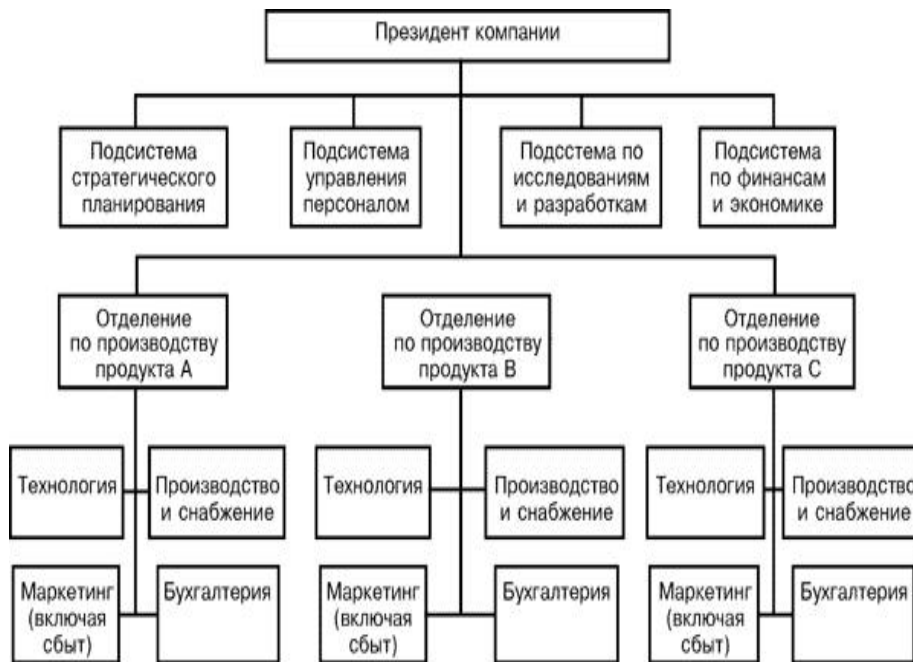 Президент компании
Подсистема
стратегического
планирования
Подсистема
управления
персоналом
Подсстема по
исследованиям
и разработкам
Подсистема
по финансам
и экономике
Отделение
по производству
продукта А
Отделение
по производству
продукта В
Отделение
по производству
продукта С
Технология
Производство
и снабжение
Технология
Производство
и снабжение
Технология
Производство
и снабжение
Маркетинг
(включая
сбыт)
Бухгалтерия
Маркетинг
(включая
сбыт)
Бухгалтерия
Маркетинг
(включая
сбыт)
Бухгалтерия